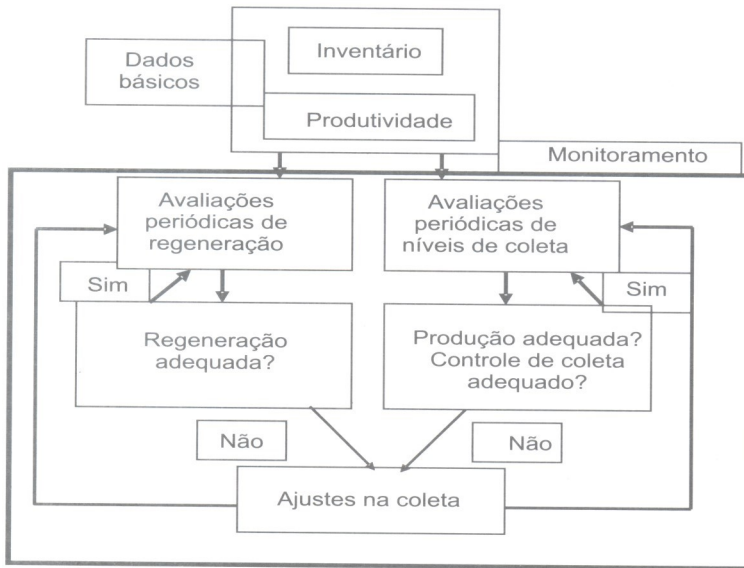 Inventário
Dados
básicos
Produtividade
Monitoramento
Avaliações
periódicas de
regeneração
Avaliações
periódicas de
níveis de coleta
Sim
Sim
Regeneração
adequada?
Produção adequada?
Controle de coleta
adequado?
Não
Não
Ajustes na coleta